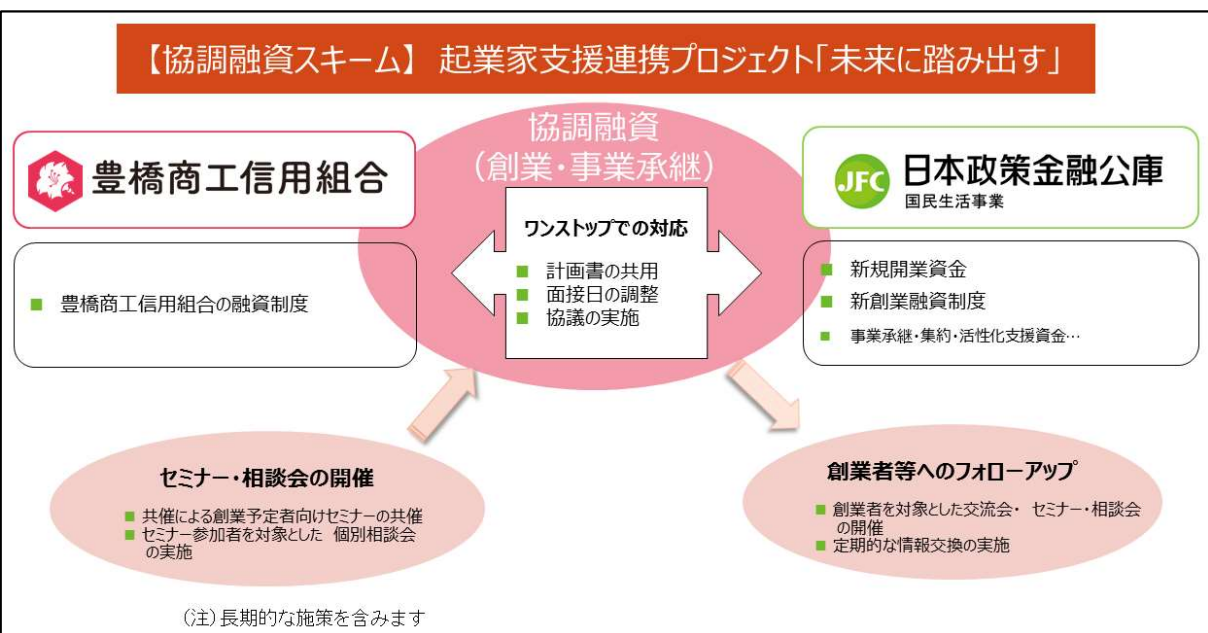 【協調融資スキーム】 起業家支援連携プロジェクト「未来に踏み出す」
協調融資
（創業・事業承継）
豊橋商工信用組合
JFC
日本政策金融公庫
国民生活事業
ワンストップでの対応
■ 計画書の共用
■ 面接日の調整
■ 協議の実施
■ 豊橋商工信用組合の融資制度
■ 新規開業資金
■ 新創業融資制度
■ 事業承継・集約・活性化支援資金…
セミナー・相談会の開催
■ 共催による創業予定者向けセミナーの共催
■ セミナー参加者を対象とした 個別相談会
の実施
創業者等へのフォローアップ
■ 創業者を対象とした交流会・ セミナー・相談会
の開催
■ 定期的な情報交換の実施
（注）長期的な施策を含みます